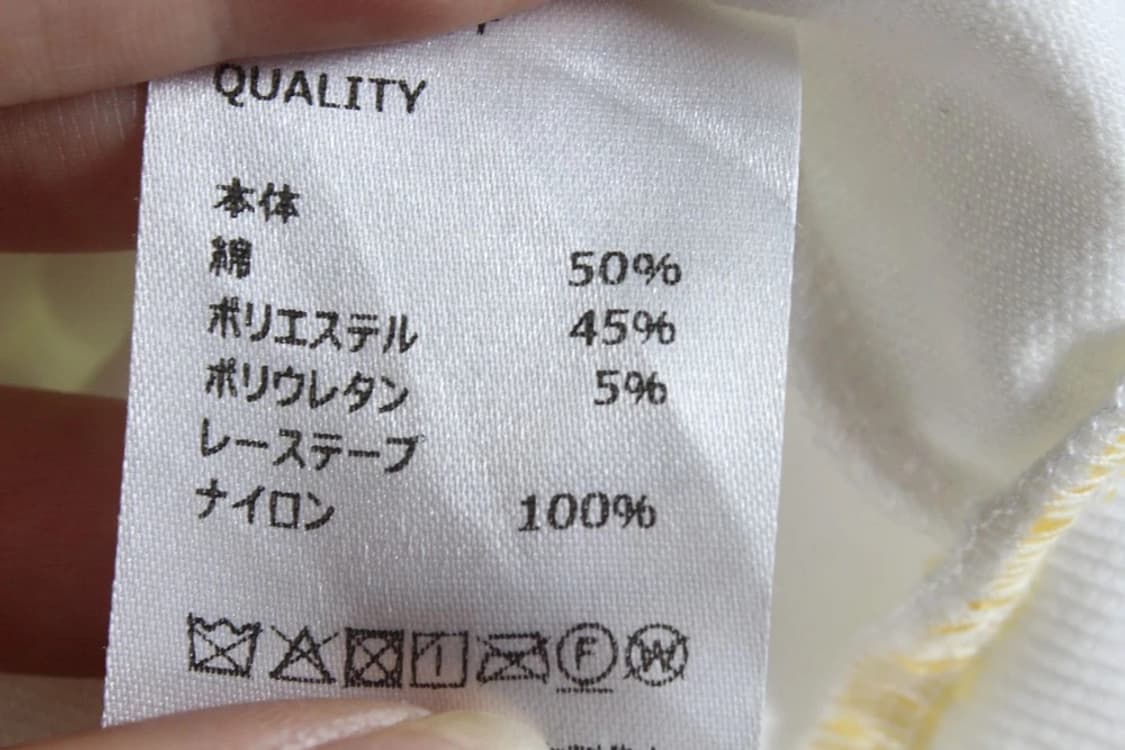 QUALITY
本体
綿 50%
ポリエステル 45%
ポリウレタン 5%
レーステープ
ナイロン 100%
F W